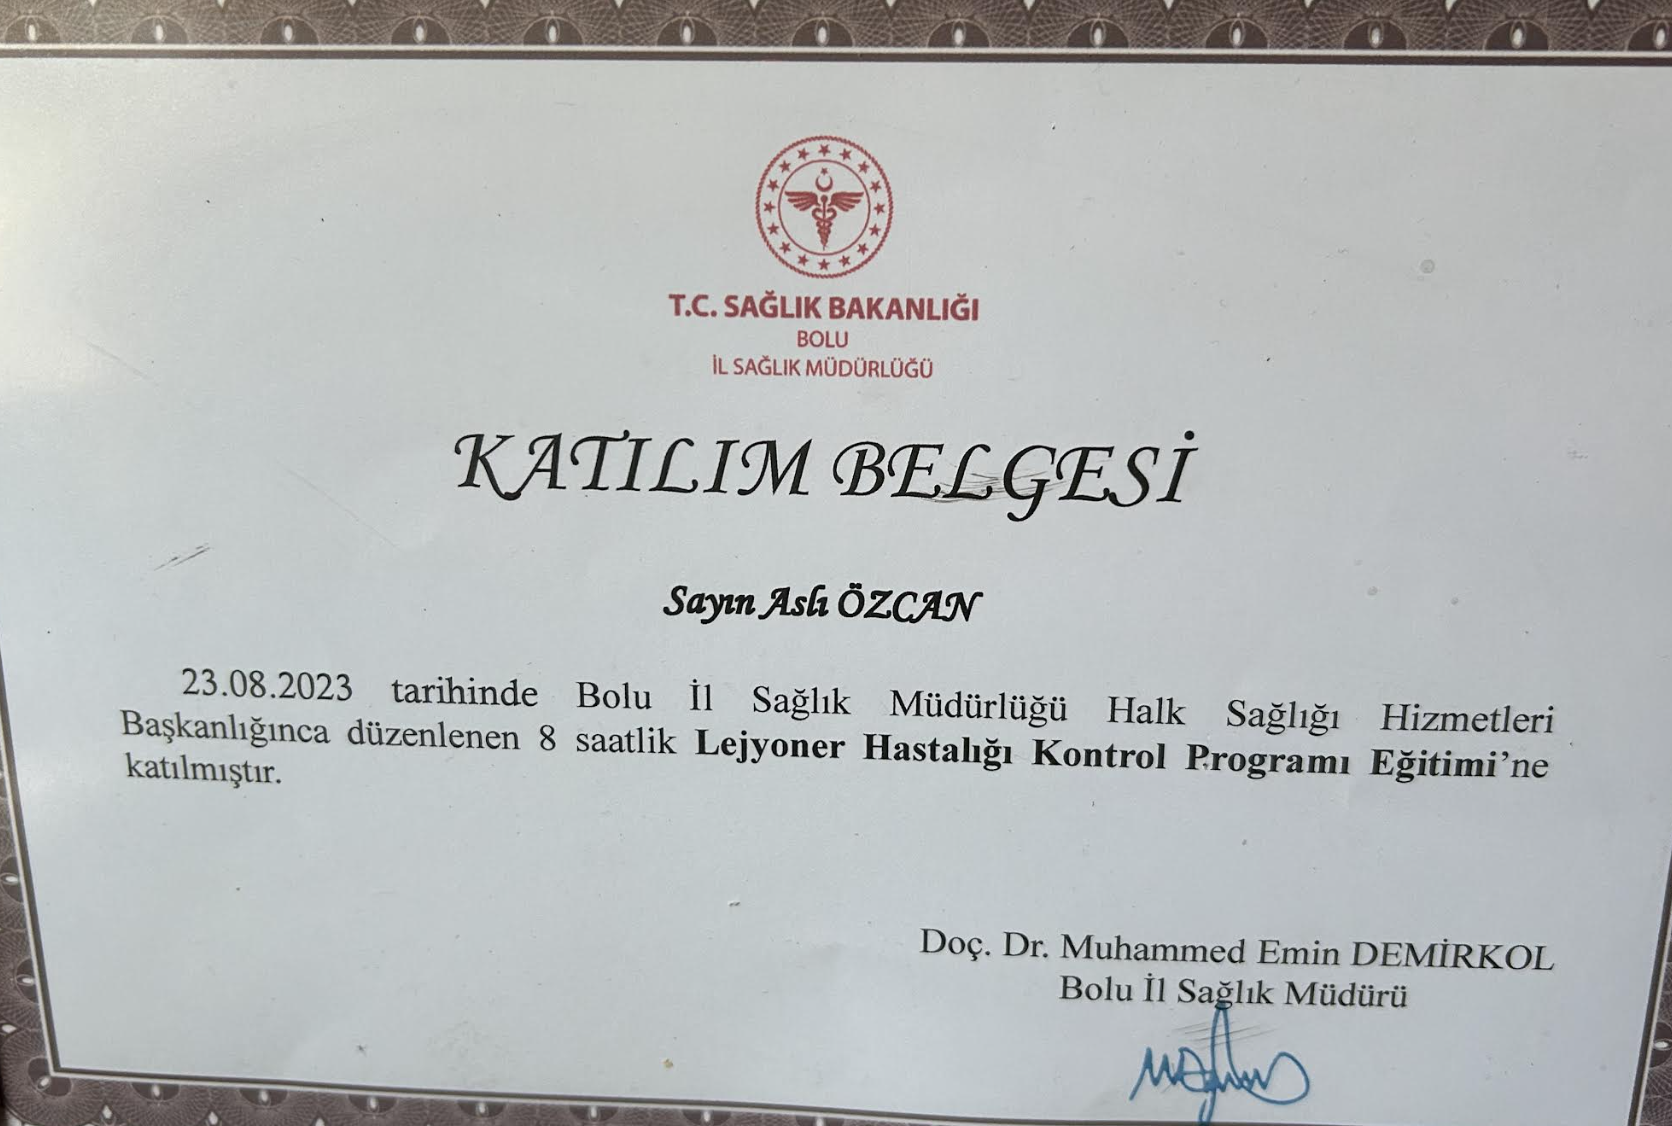 T.C. SAĞLIK BAKANLIĞI
BOLU
İL SAĞLIK MÜDÜRLÜĞÜ
KATILIM BELGESİ
Sayın Aslı ÖZCAN
23.08.2023 tarihinde Bolu İl Sağlık Müdürlüğü Halk Sağlığı Hizmetleri
Başkanlığınca düzenlenen 8 saatlik Lejyoner Hastalığı Kontrol Programı Eğitimi'ne
katılmıştır.
Doç. Dr. Muhammed Emin DEMİRKOL
Bolu İl Sağlık Müdürü